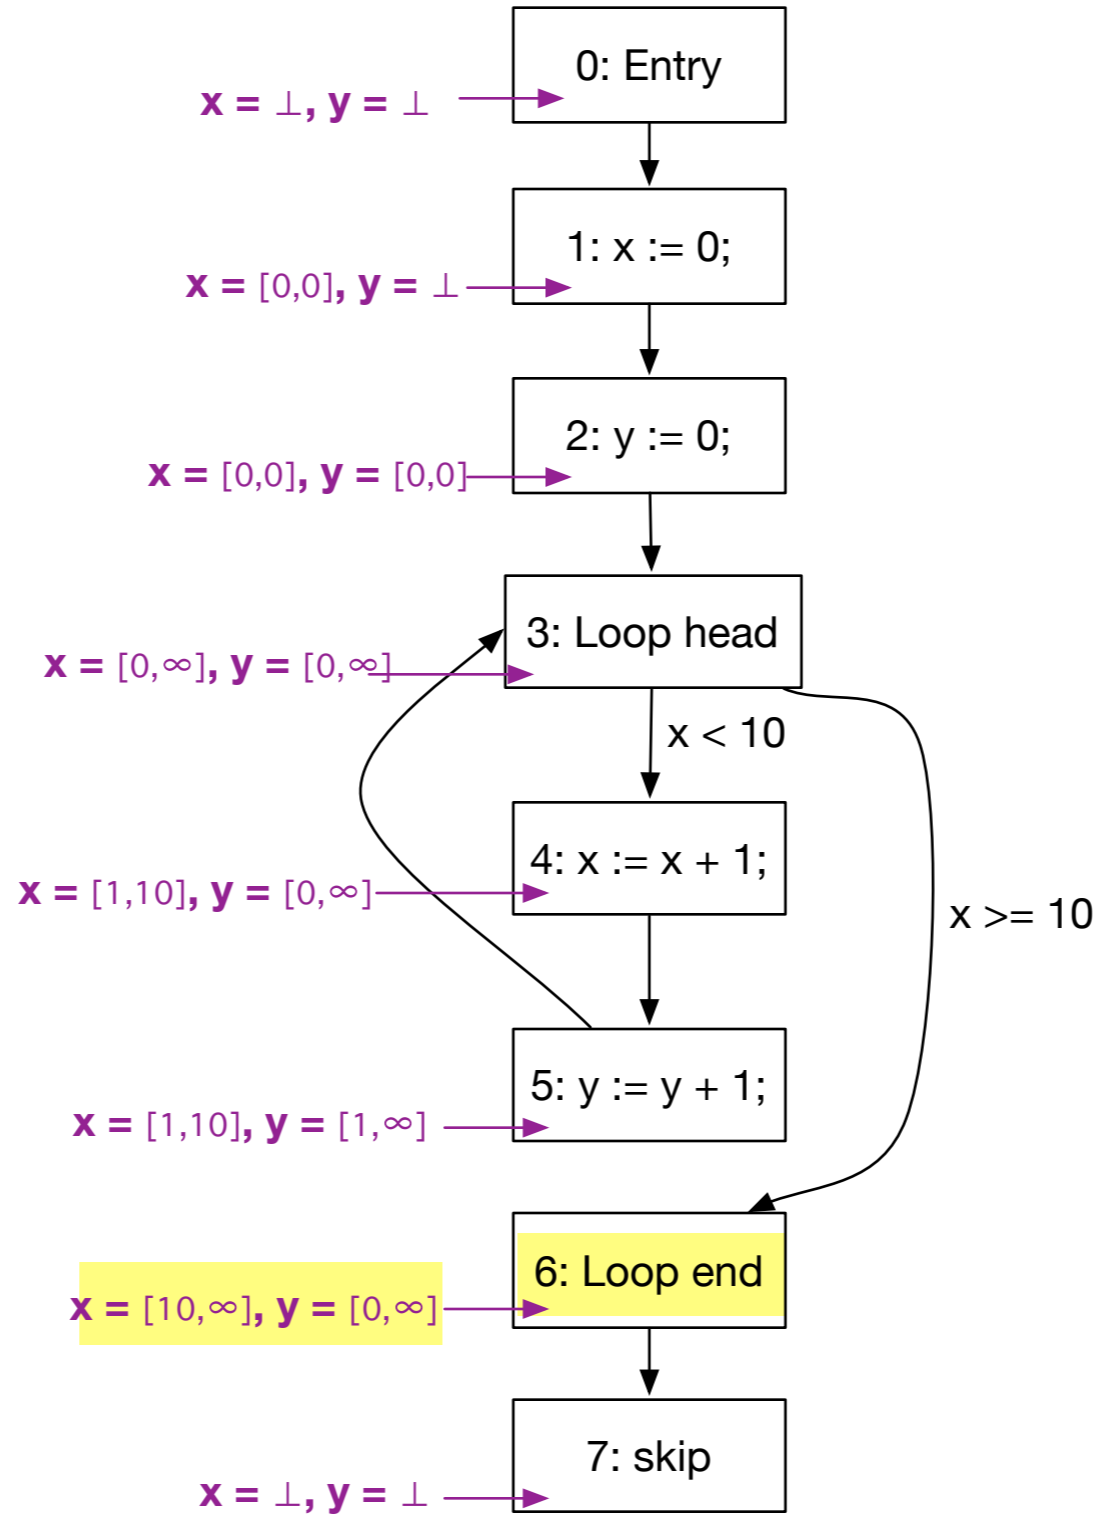 0: Entry
x = ⊥, y = ⊥
1: x := 0;
x = [0,0], y = ⊥
2: y := 0;
x = [0,0], y = [0,0]
3: Loop head
x = [0,∞], y = [0,∞]
x < 10
4: x := x + 1;
x = [1,10], y = [0,∞]
x >= 10
5: y := y + 1;
x = [1,10], y = [1,∞]
6: Loop end
x = [10,∞], y = [0,∞]
7: skip
x = ⊥, y = ⊥